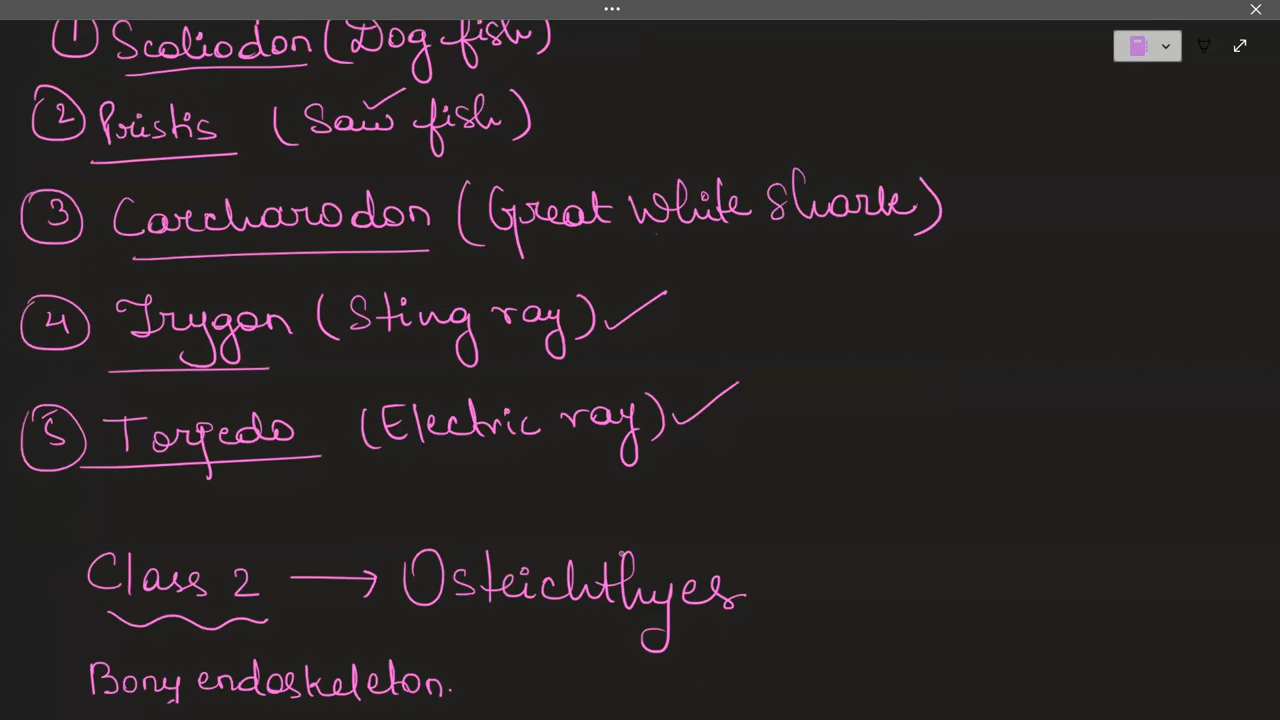 ① Scoliodon (Dog fish)
② Pristis (Saw fish)
③ Carcharodon (Great white Shark)
④ Trygon (Sting ray)
⑤ Torpedo (Electric ray)
Class 2 → Osteichthyes
Bony endoskeleton.